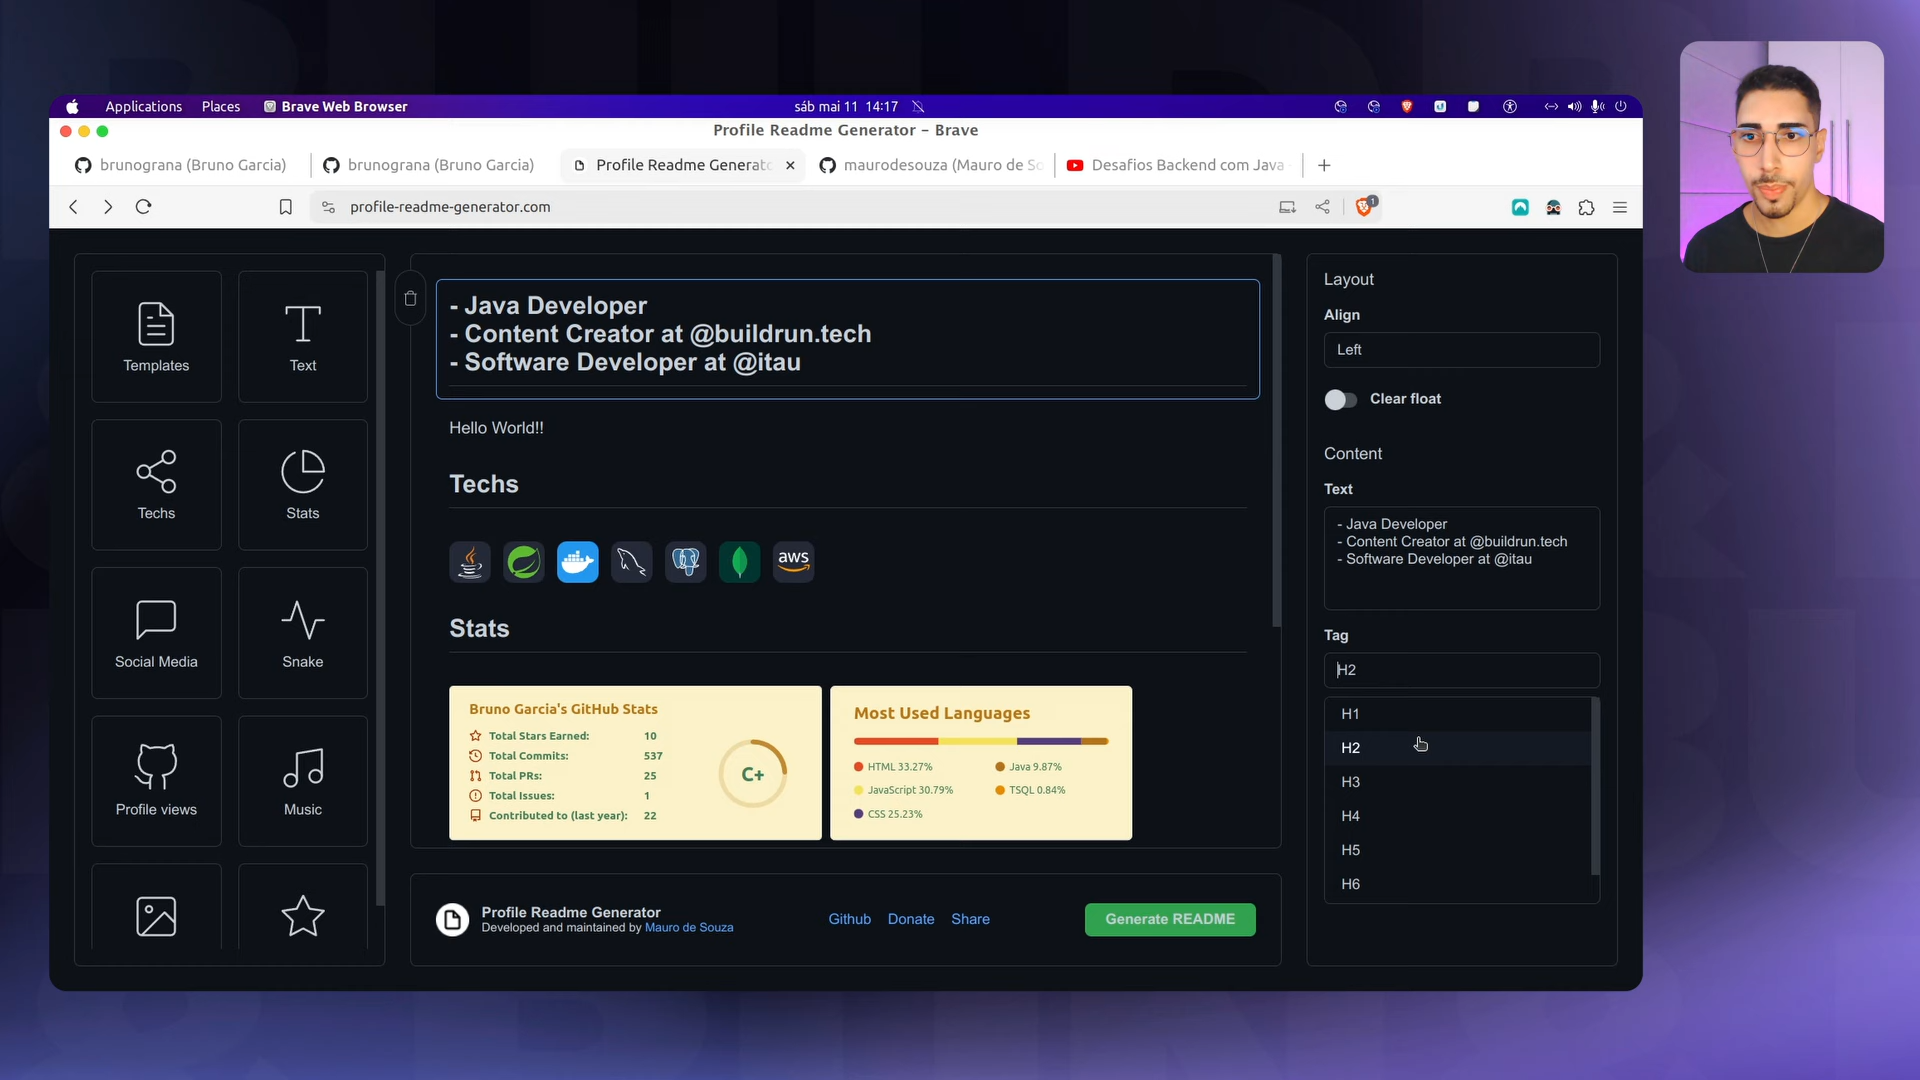 Applications Places Brave Web Browser sáb mai 11 14:17
Profile Readme Generator – Brave
brunograna (Bruno Garcia) brunograna (Bruno Garcia) Profile Readme Generato maurodesouza (Mauro de So Desafios Backend com Java -
profile-readme-generator.com 1
Templates
Text
Techs
Stats
Social Media
Snake
Profile views
Music
- Java Developer
- Content Creator at @buildrun.tech
- Software Developer at @itau
Hello World!!
Techs
aws
Stats
Bruno Garcia's GitHub Stats
Total Stars Earned: 10
Total Commits: 537
Total PRs: 25
Total Issues: 1
Contributed to (last year): 22
C+
Most Used Languages
HTML 33.27% Java 9.87%
JavaScript 30.79% TSQL 0.84%
CSS 25.23%
Profile Readme Generator
Developed and maintained by Mauro de Souza
Github Donate Share
Generate README
Layout
Align
Left
Clear float
Content
Text
- Java Developer
- Content Creator at @buildrun.tech
- Software Developer at @itau
Tag
H2
H1
H2
H3
H4
H5
H6